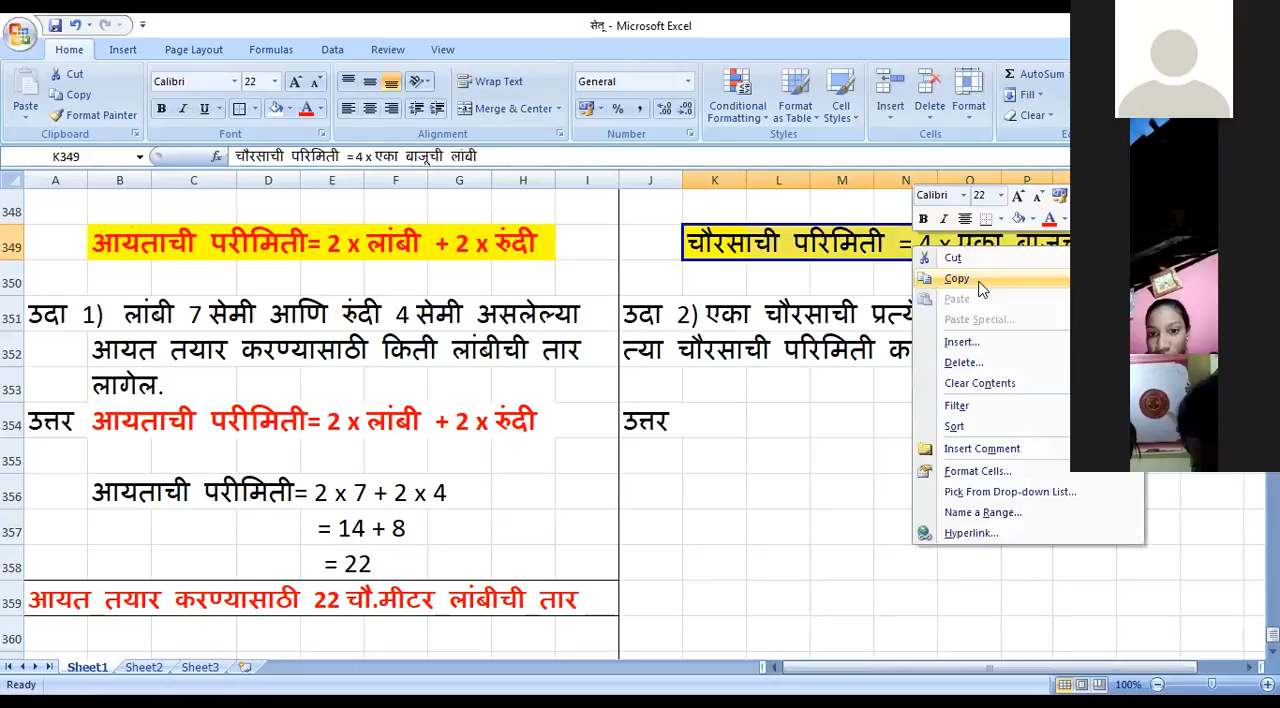 सेतू - Microsoft Excel
Home Insert Page Layout Formulas Data Review View
Paste Cut Copy Format Painter Clipboard
Calibri 22 Font
Wrap Text Merge & Center Alignment
General Number
Conditional Formatting Format as Table Cell Styles Styles
Insert Delete Format Cells
AutoSum Fill Clear
K349 fx चौरसाची परिमिती = 4 x एका बाजूची लांबी
A B C D E F G H I J K L M N O P
348
349 आयताची परीमिती= 2 x लांबी + 2 x रुंदी चौरसाची परिमिती = 4 x एका
350
351 उदा 1) लांबी 7 सेमी आणि रुंदी 4 सेमी असलेल्या उदा 2) एका चौरसाची
352 आयत तयार करण्यासाठी किती लांबीची तार त्या चौरसाची परिमिती
353 लागेल.
354 उत्तर आयताची परीमिती= 2 x लांबी + 2 x रुंदी उत्तर
355
356 आयताची परीमिती= 2 x 7 + 2 x 4
357 = 14 + 8
358 = 22
359 आयत तयार करण्यासाठी 22 चौ.मीटर लांबीची तार
360
Calibri 22
Cut
Copy
Paste
Paste Special...
Insert...
Delete...
Clear Contents
Filter
Sort
Insert Comment
Format Cells...
Pick From Drop-down List...
Name a Range...
Hyperlink...
Sheet1 Sheet2 Sheet3
Ready 100%